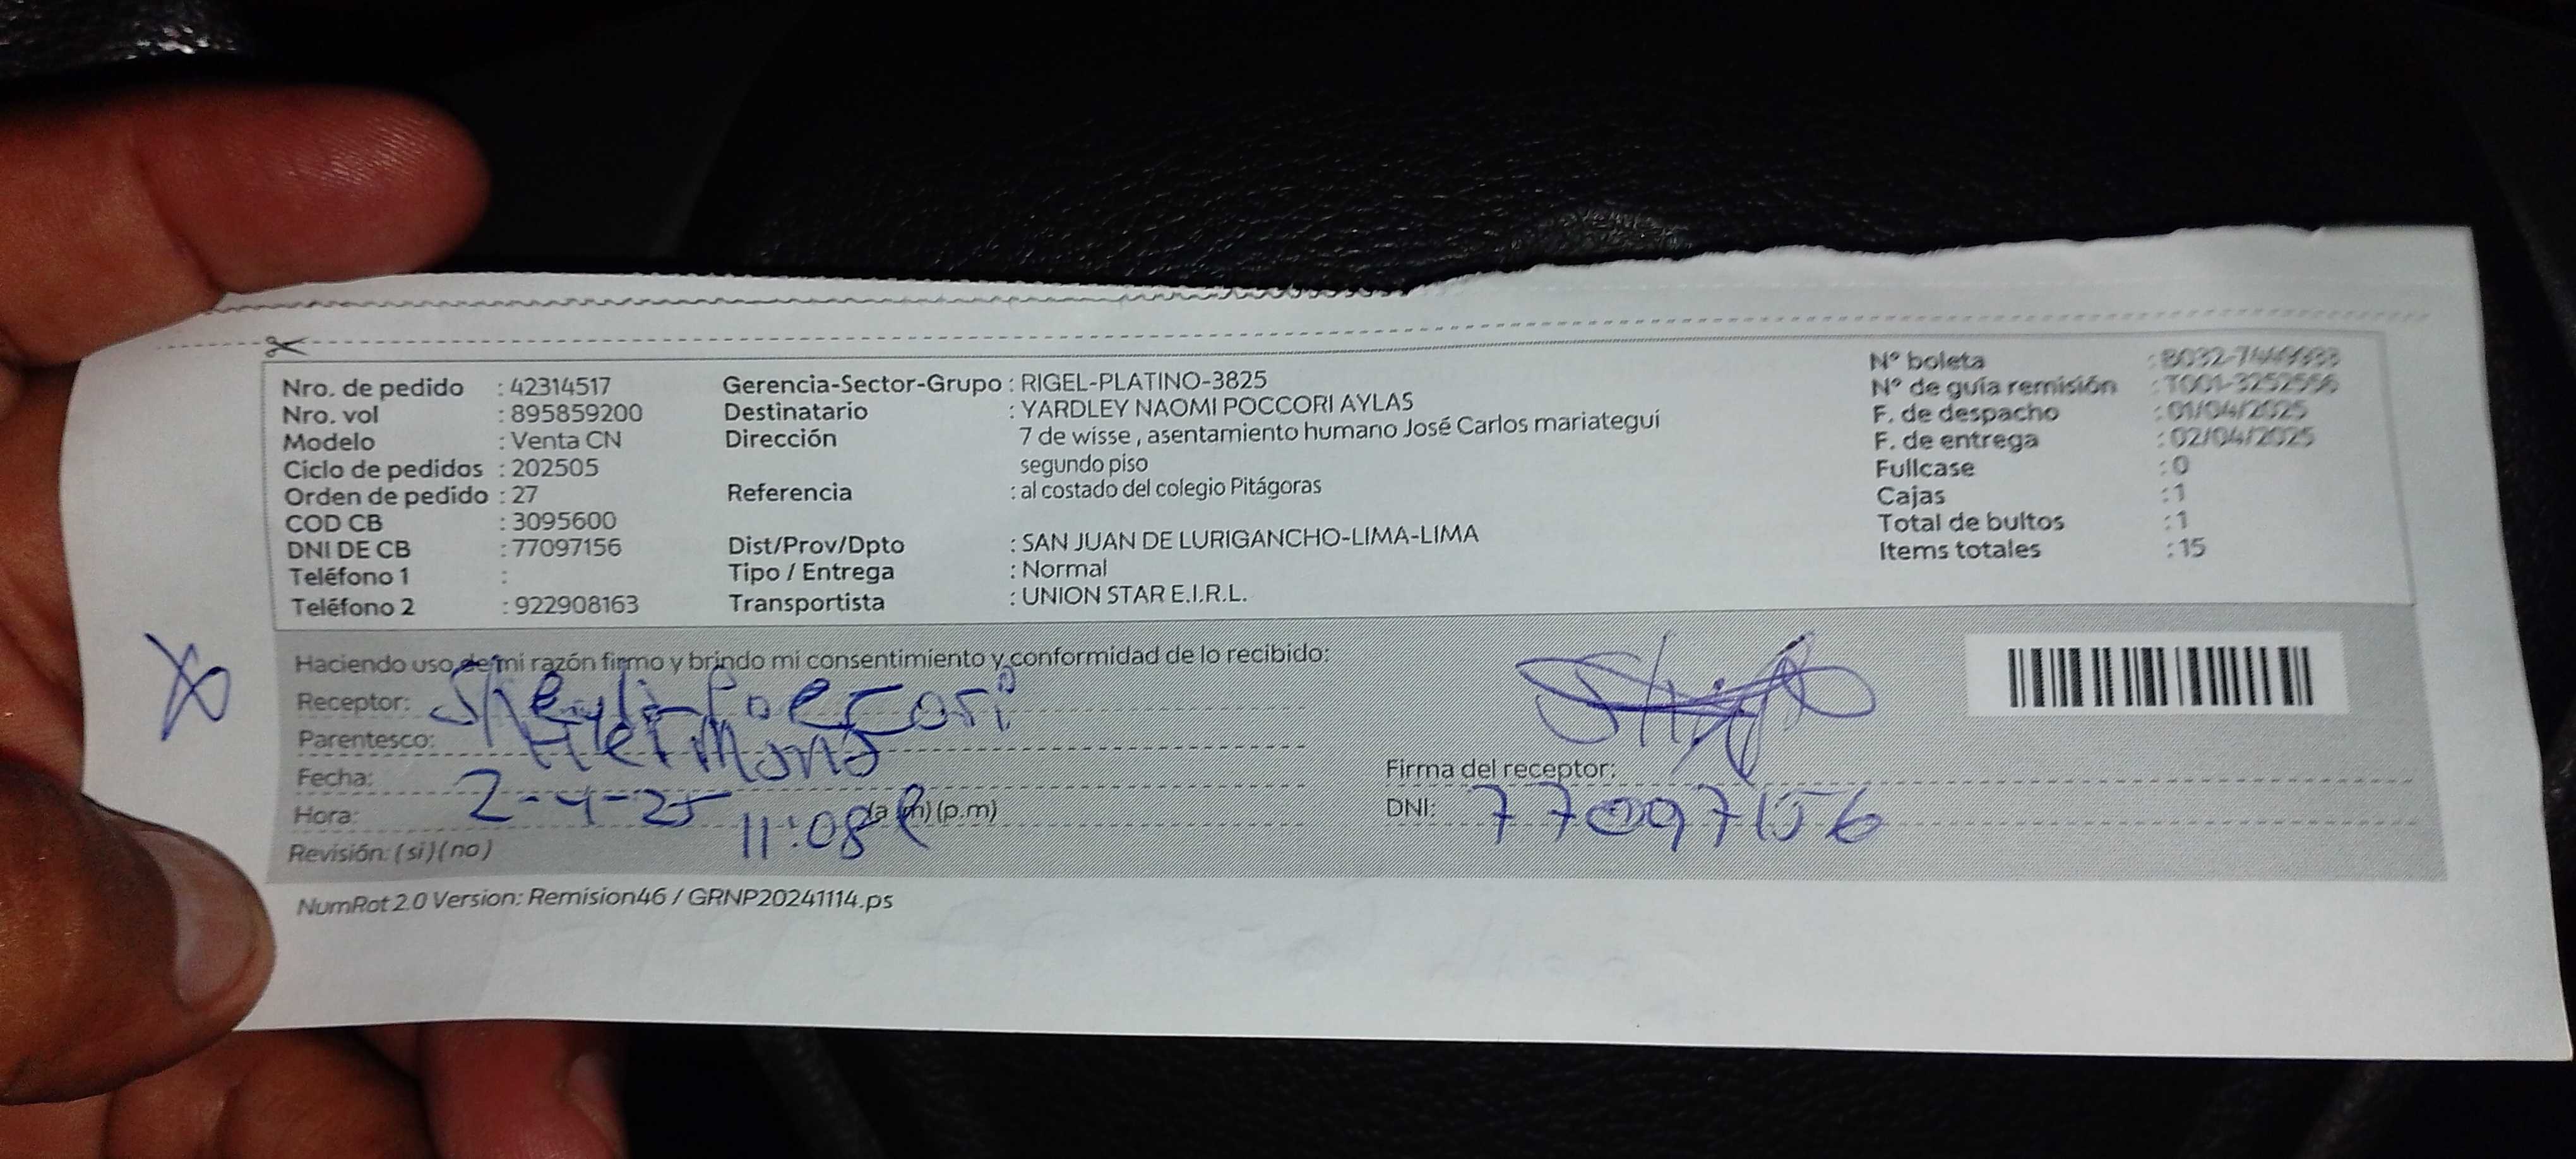 Nro. de pedido : 42314517
Nro. vol : 895859200
Modelo : Venta CN
Ciclo de pedidos : 202505
Orden de pedido : 27
COD CB : 3095600
DNI DE CB : 77097156
Teléfono 1 :
Teléfono 2 : 922908163
Gerencia-Sector-Grupo : RIGEL-PLATINO-3825
Destinatario : YARDLEY NAOMI POCCORI AYLAS
Dirección 7 de wisse , asentamiento humano José Carlos mariategui
segundo piso
Referencia : al costado del colegio Pitágoras
Dist/Prov/Dpto : SAN JUAN DE LURIGANCHO-LIMA-LIMA
Tipo / Entrega : Normal
Transportista : UNION STAR E.I.R.L.
N° boleta
N° de guía remisión : T001-3252556
F. de despacho : 01/04/2025
F. de entrega : 02/04/2025
Fullcase : 0
Cajas : 1
Total de bultos : 1
Items totales : 15
Haciendo uso de mi razón firmo y brindo mi consentimiento y conformidad de lo recibido:
Receptor: Poccori
Parentesco:
Fecha: 2-4-25
Hora: 11:08 (a.m) (p.m)
Revisión: (si) (no)
Firma del receptor:
DNI: 77097156
NumRot 2.0 Version: Remision46 / GRNP20241114.ps